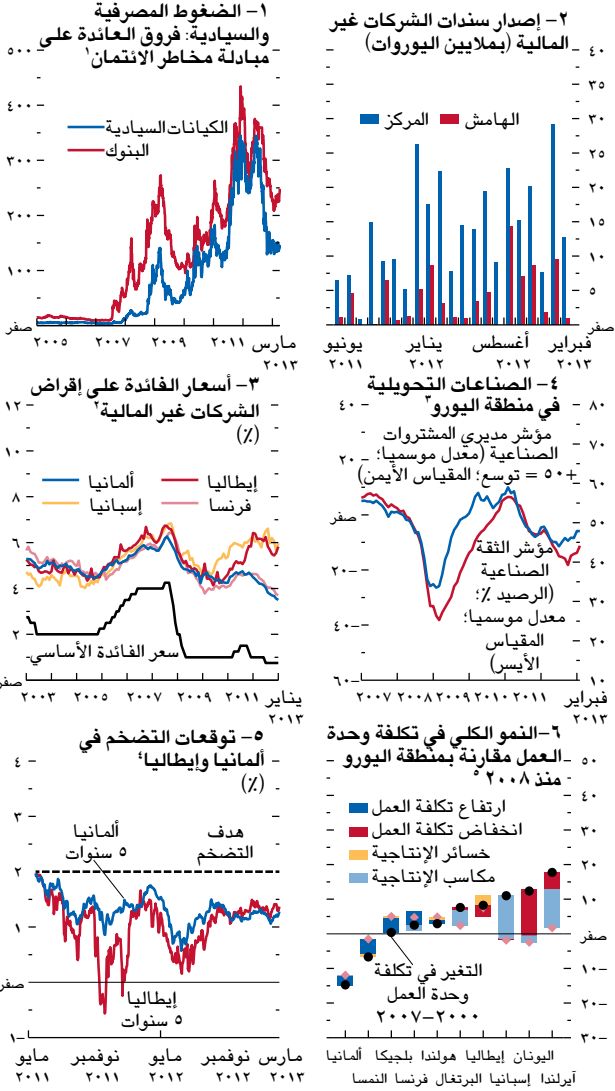 ١– الضغوط المصرفية
والسيادية: فروق العائدة على
مبادلة مخاطر الائتمان١
٥٠٠
٤٠٠
٣٠٠
٢٠٠
١٠٠
صفر
الكيانات السيادية
البنوك
٢٠٠٥
٢٠٠٧
٢٠٠٩
٢٠١١
مارس
٢٠١٣
٢– إصدار سندات الشركات غير
المالية (بملايين اليوروات)
٤٠
٣٥
٣٠
٢٥
٢٠
١٥
١٠
٥
صفر
المركز
الهامش
يونيو
٢٠١١
يناير
٢٠١٢
أغسطس
٢٠١٢
فبراير
٢٠١٣
٣– أسعار الفائدة على إقراض
الشركات غير المالية٢
(٪)
١٢
١٠
٨
٦
٤
٢
صفر
ألمانيا
إيطاليا
إسبانيا
فرنسا
سعر الفائدة الأساسي
٢٠٠٣
٢٠٠٥
٢٠٠٧
٢٠٠٩
٢٠١١
يناير
٢٠١٣
٤– الصناعات التحويلية
في منطقة اليورو٣
٤٠
٢٠
صفر
٢٠–
٤٠–
٦٠–
٨٠
٧٠
٦٠
٥٠
٤٠
٣٠
٢٠
١٠
مؤشر مديري المشتروات
الصناعية (معدل موسميا؛
+٥٠ = توسع؛ المقياس الأيمن)
مؤشر الثقة
الصناعية
(الرصيد ٪؛
معدل موسميا؛
المقياس
الأيسر)
٢٠٠٧
٢٠٠٨
٢٠٠٩
٢٠١٠
٢٠١١
فبراير
٢٠١٣
٥– توقعات التضخم في
ألمانيا وإيطاليا٤
(٪)
٤
٣
٢
١
صفر
١–
ألمانيا
٥ سنوات
هدف
التضخم
إيطاليا
٥ سنوات
مايو
٢٠١١
نوفمبر
٢٠١١
مايو
٢٠١٢
نوفمبر
٢٠١٢
مارس
٢٠١٣
٦–النمو الكلي في تكلفة وحدة
العمل مقارنة بمنطقة اليورو
منذ ٢٠٠٨ ٥
٥٠
٤٠
٣٠
٢٠
١٠
صفر
١٠–
٢٠–
٣٠–
ارتفاع تكلفة العمل
انخفاض تكلفة العمل
خسائر الإنتاجية
مكاسب الإنتاجية
التغير في تكلفة
وحدة العمل
٢٠٠٠–٢٠٠٧
ألمانيا
بلجيكا
هولندا
إيطاليا
اليونان
النمسا
فرنسا
البرتغال
إسبانيا
آيرلندا